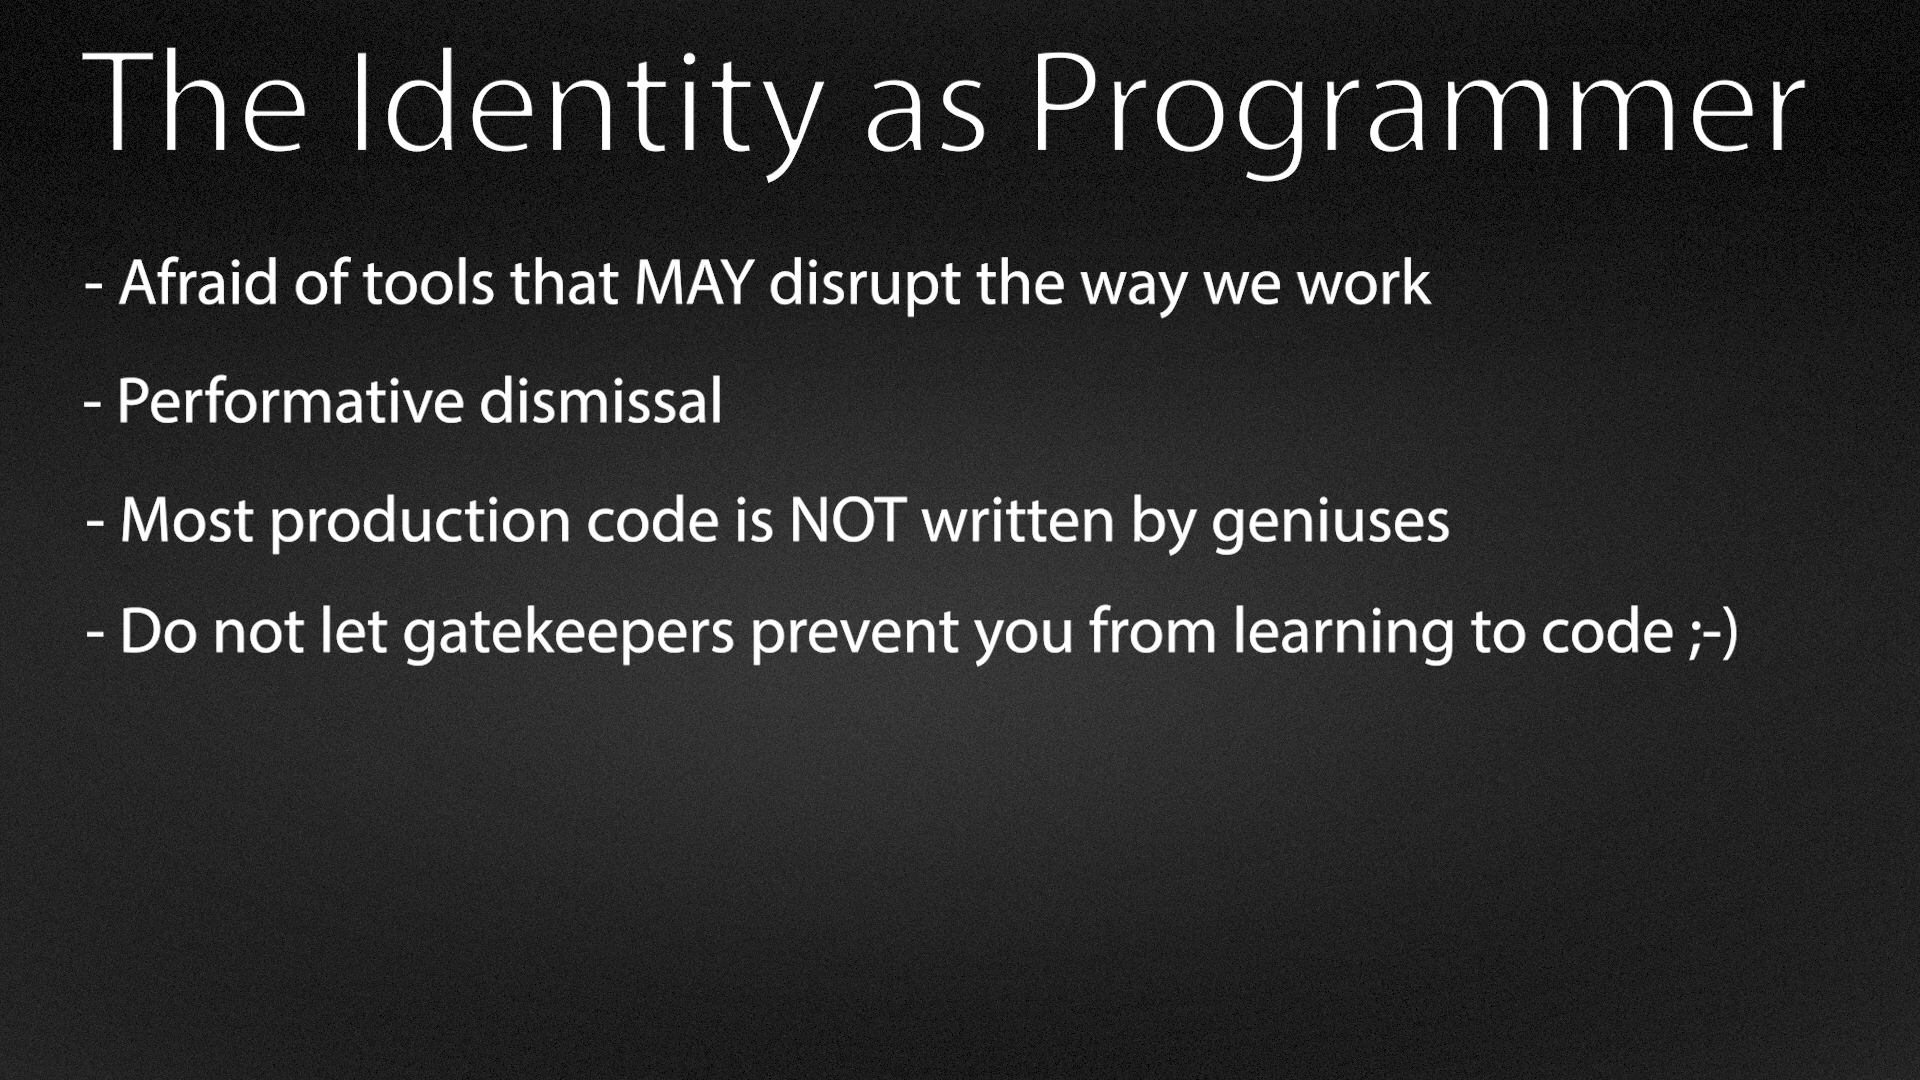 The Identity as Programmer
- Afraid of tools that MAY disrupt the way we work
- Performative dismissal
- Most production code is NOT written by geniuses
- Do not let gatekeepers prevent you from learning to code ;-)